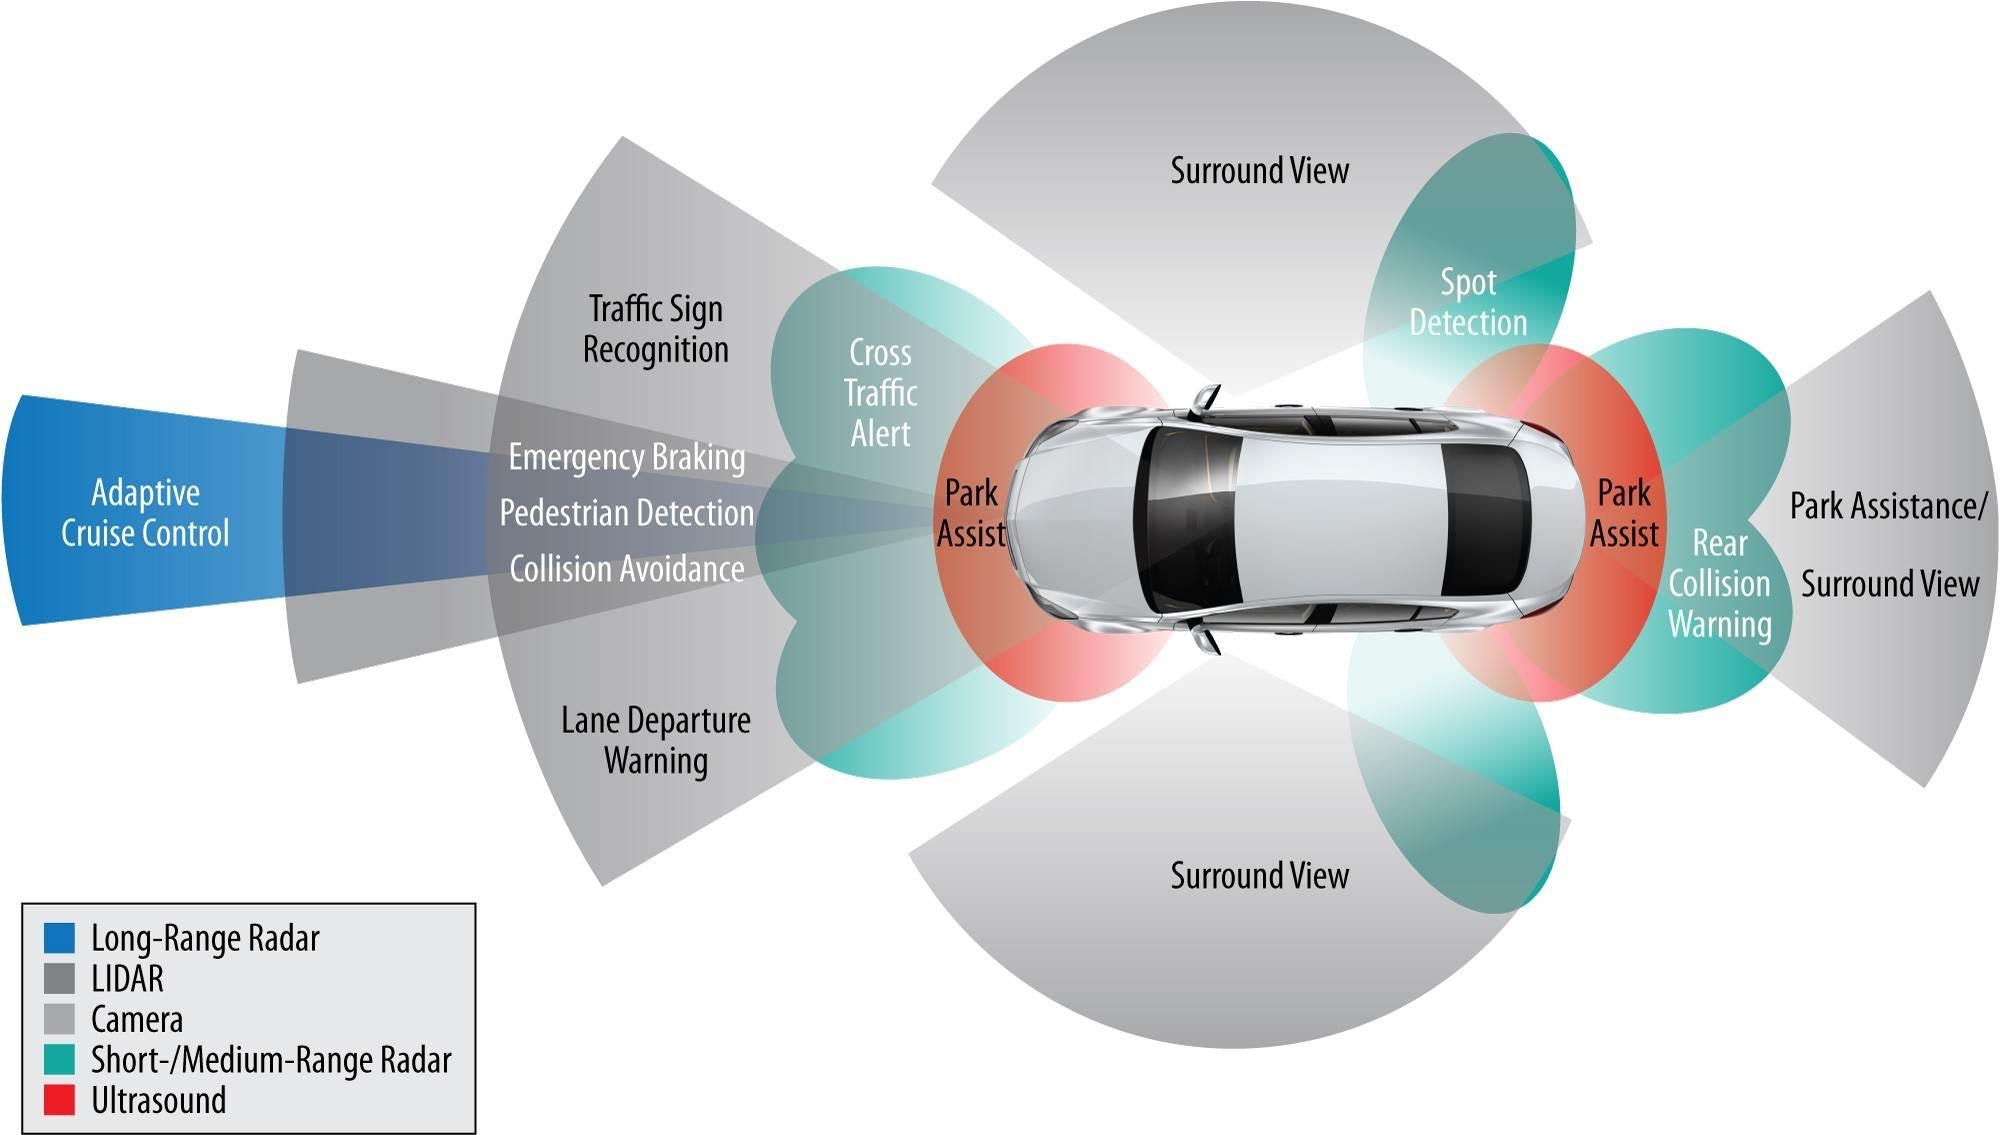 Surround View
Spot
Detection
Traffic Sign
Recognition
Cross
Traffic
Alert
Emergency Braking
Pedestrian Detection
Collision Avoidance
Adaptive
Cruise Control
Park
Assist
Park
Assist
Rear
Collision
Warning
Park Assistance/
Surround View
Lane Departure
Warning
Surround View
Long-Range Radar
LIDAR
Camera
Short-/Medium-Range Radar
Ultrasound